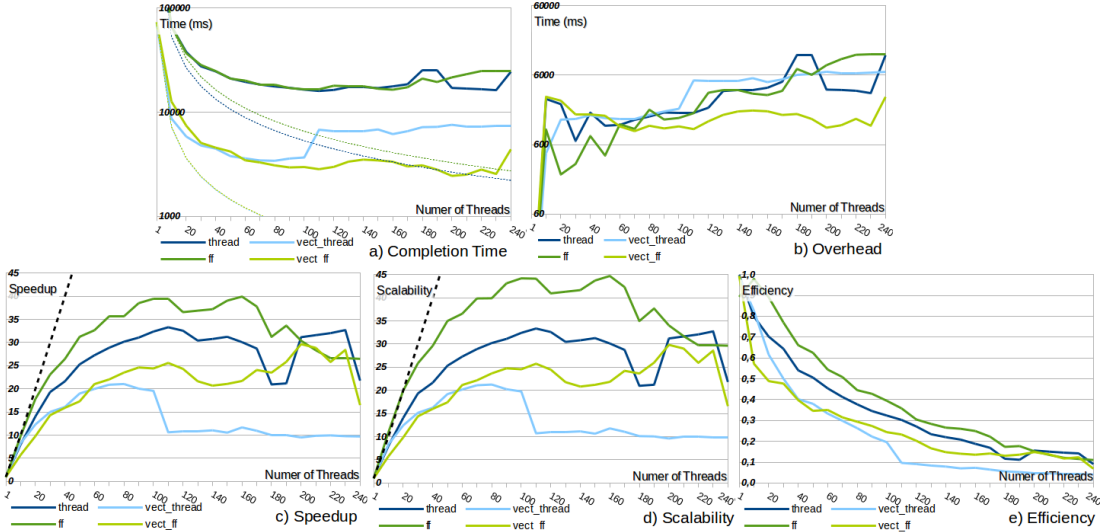 100000
Time (ms)
10000
1000
Numer of Threads
1 20 40 60 80 100 120 140 160 180 200 220 240
thread vect_thread
ff vect_ff
a) Completion Time
60000
Time (ms)
6000
600
60
Numer of Threads
1 20 40 60 80 100 120 140 160 180 200 220 240
thread vect_thread
ff vect_ff
b) Overhead
45
Speedup
40
35
30
25
20
15
10
5
0
Numer of Threads
1 20 40 60 80 100 120 140 160 180 200 220 240
thread vect_thread
ff vect_ff
c) Speedup
45
Scalability
40
35
30
25
20
15
10
5
0
Numer of Threads
1 20 40 60 80 100 120 140 160 180 200 220 240
thread vect_thread
ff vect_ff
d) Scalability
1,0
Efficiency
0,9
0,8
0,7
0,6
0,5
0,4
0,3
0,2
0,1
0,0
Numer of Threads
1 20 40 60 80 100 120 140 160 180 200 220 240
thread vect_thread
ff vect_ff
e) Efficiency